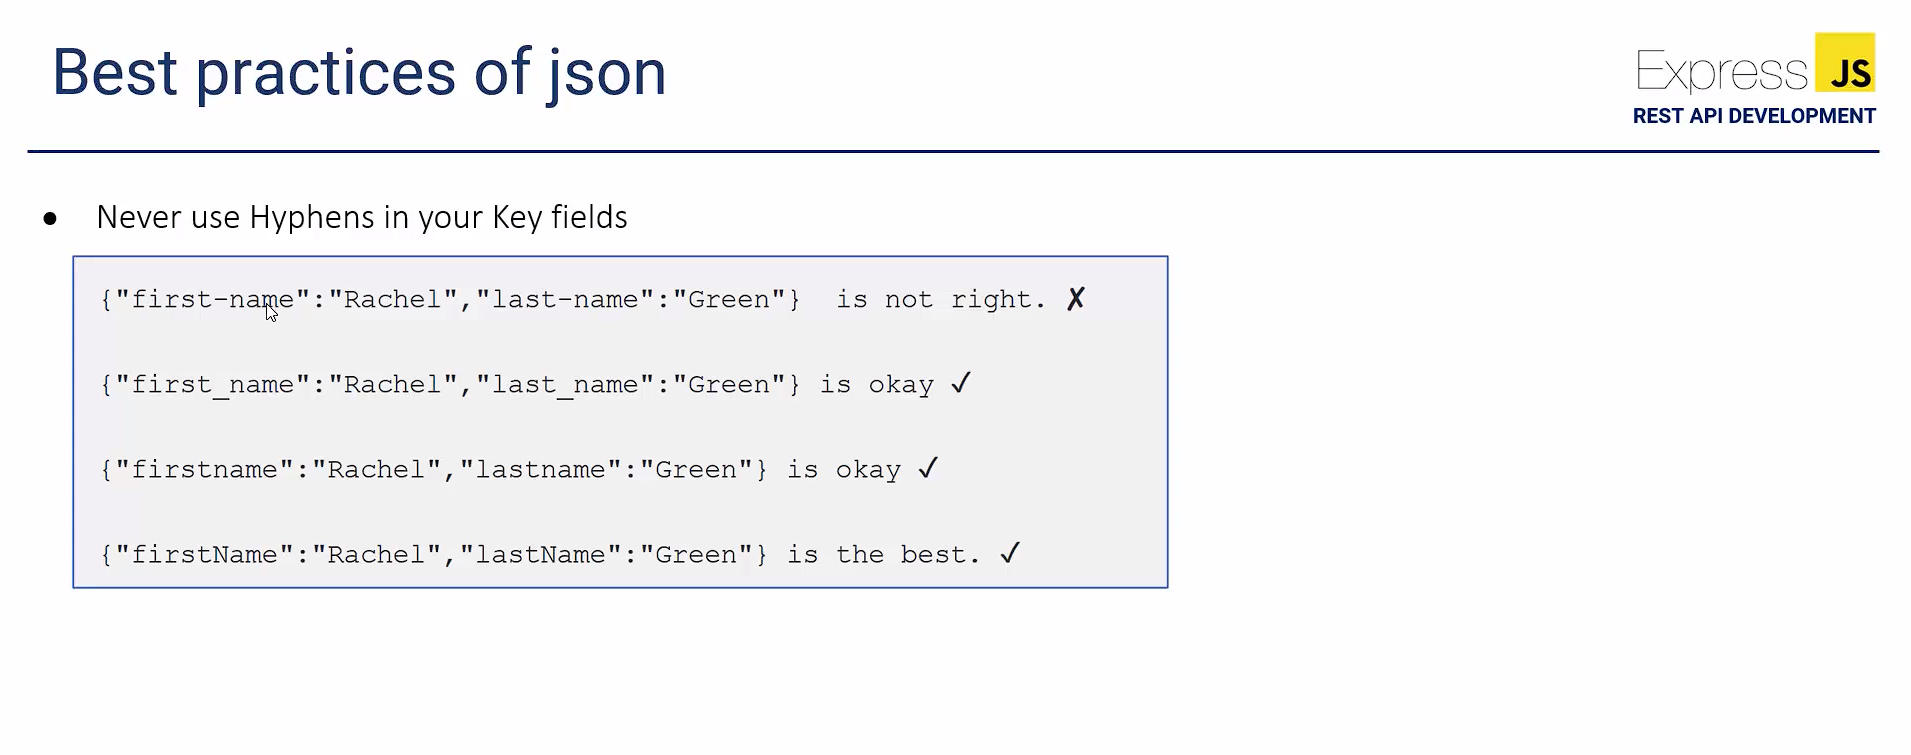 Best practices of json
Express JS
REST API DEVELOPMENT
● Never use Hyphens in your Key fields
{"first-name":"Rachel","last-name":"Green"}  is not right. ✗
{"first_name":"Rachel","last_name":"Green"} is okay ✓
{"firstname":"Rachel","lastname":"Green"} is okay ✓
{"firstName":"Rachel","lastName":"Green"} is the best. ✓